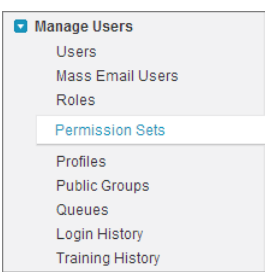 Manage Users
Users
Mass Email Users
Roles
Permission Sets
Profiles
Public Groups
Queues
Login History
Training History